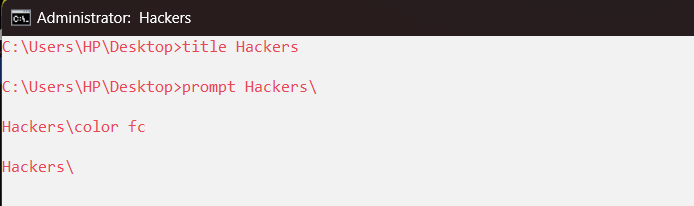 Administrator: Hackers
C:\Users\HP\Desktop>title Hackers
C:\Users\HP\Desktop>prompt Hackers\
Hackers\color fc
Hackers\